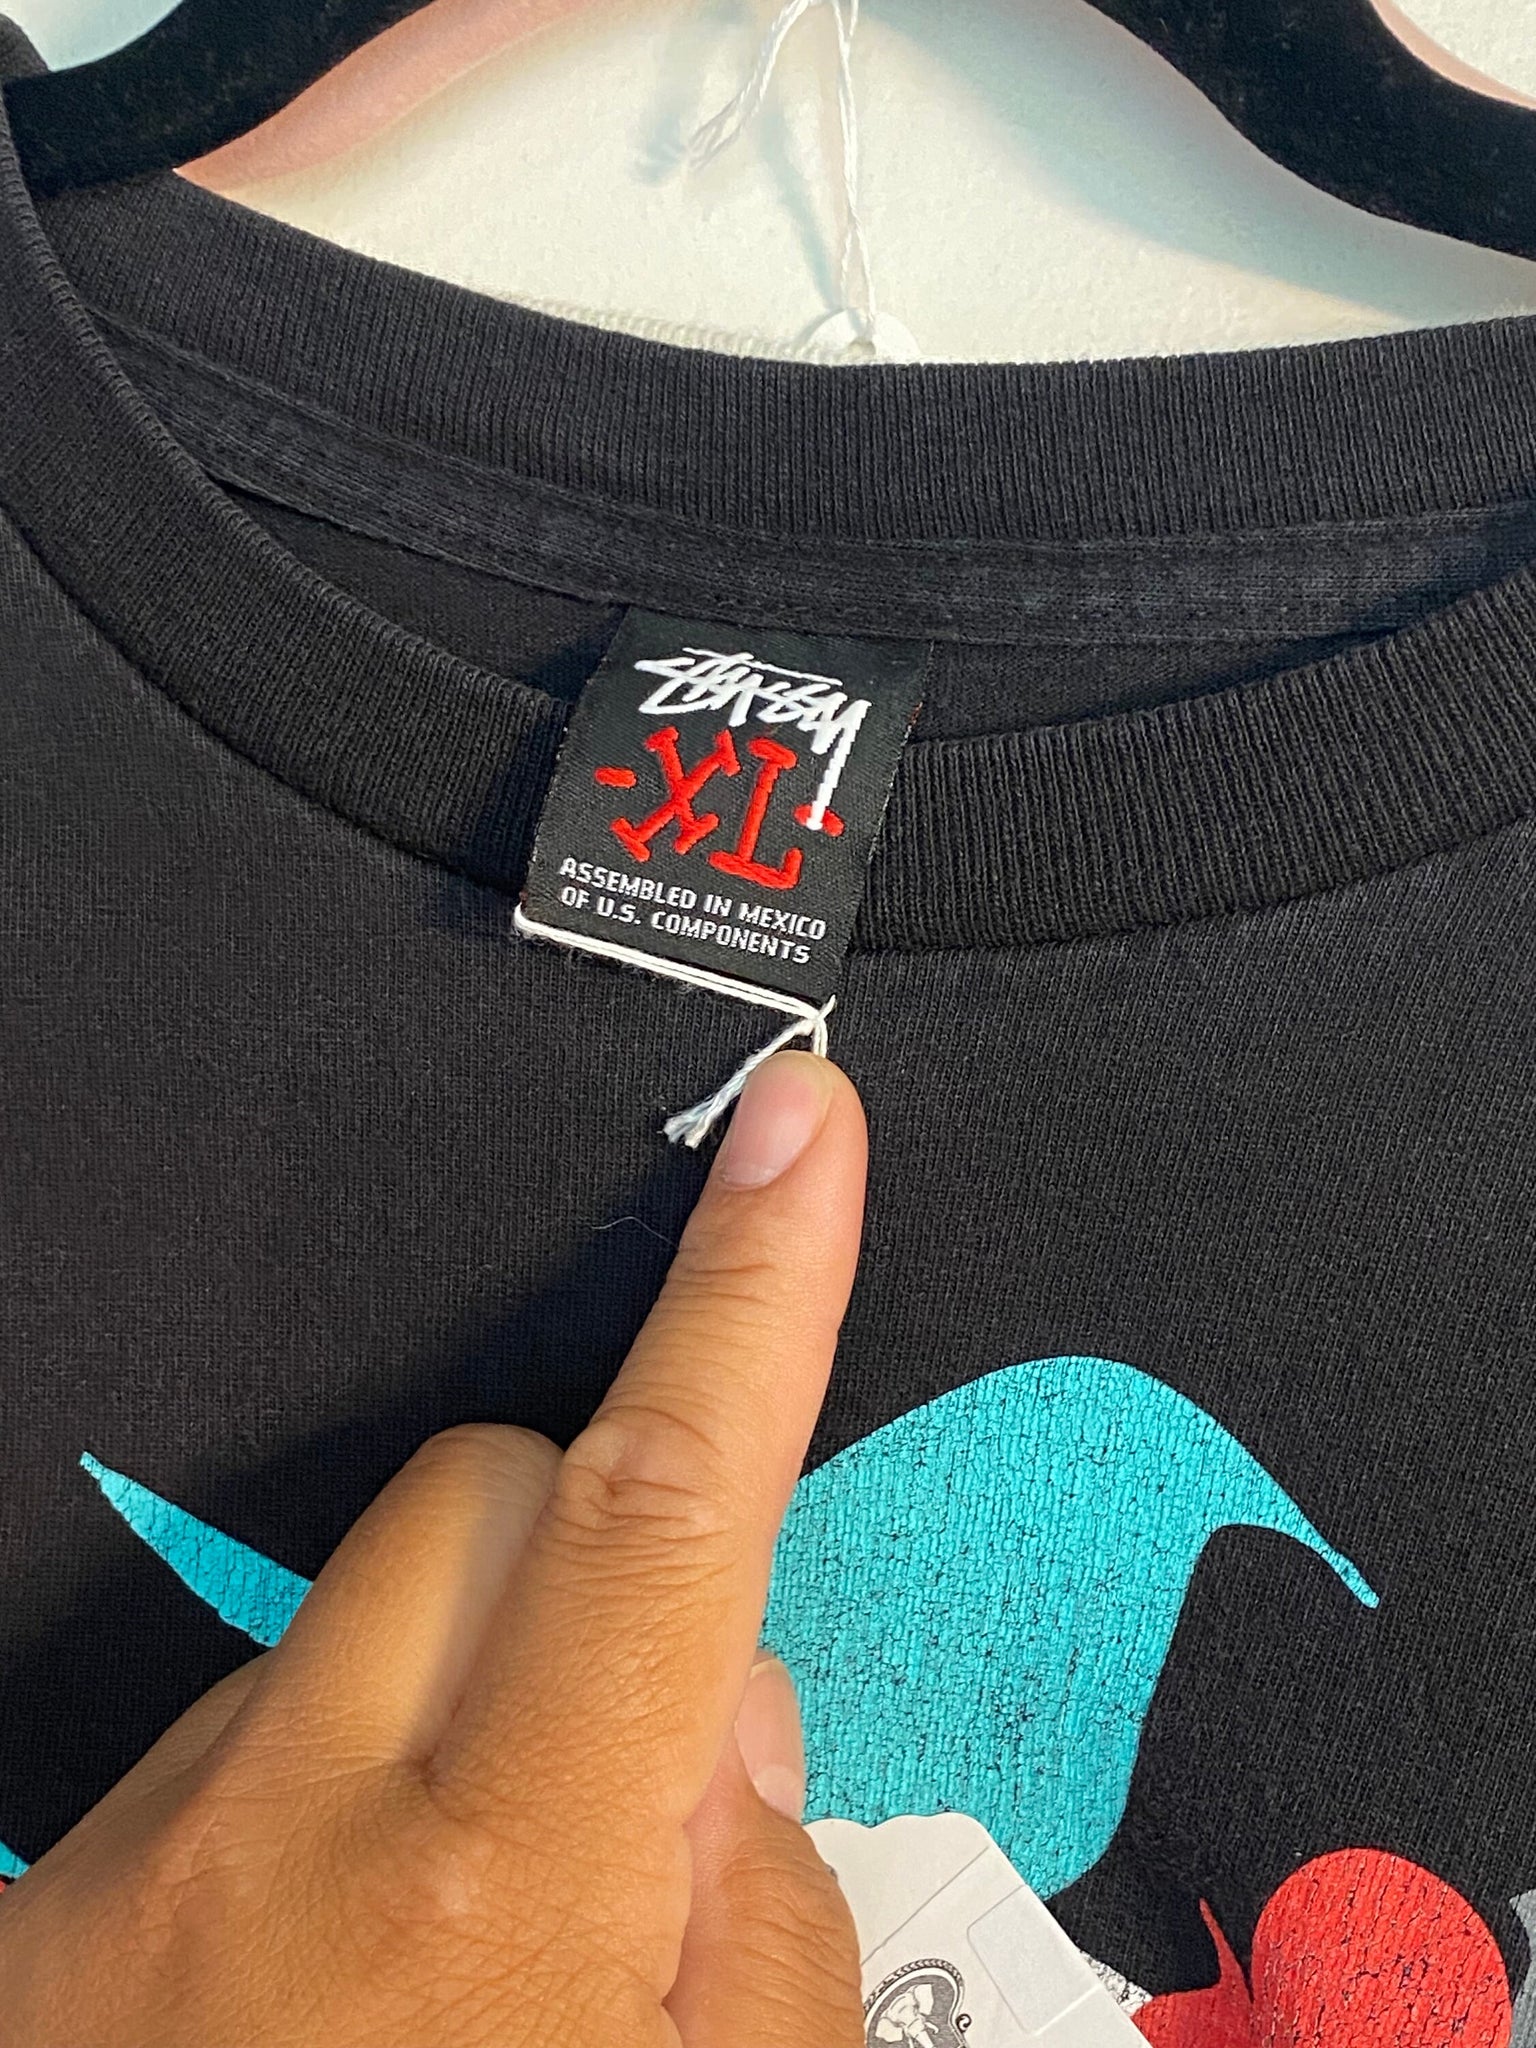 Stüssy
-XL-
ASSEMBLED IN MEXICO
OF U.S. COMPONENTS